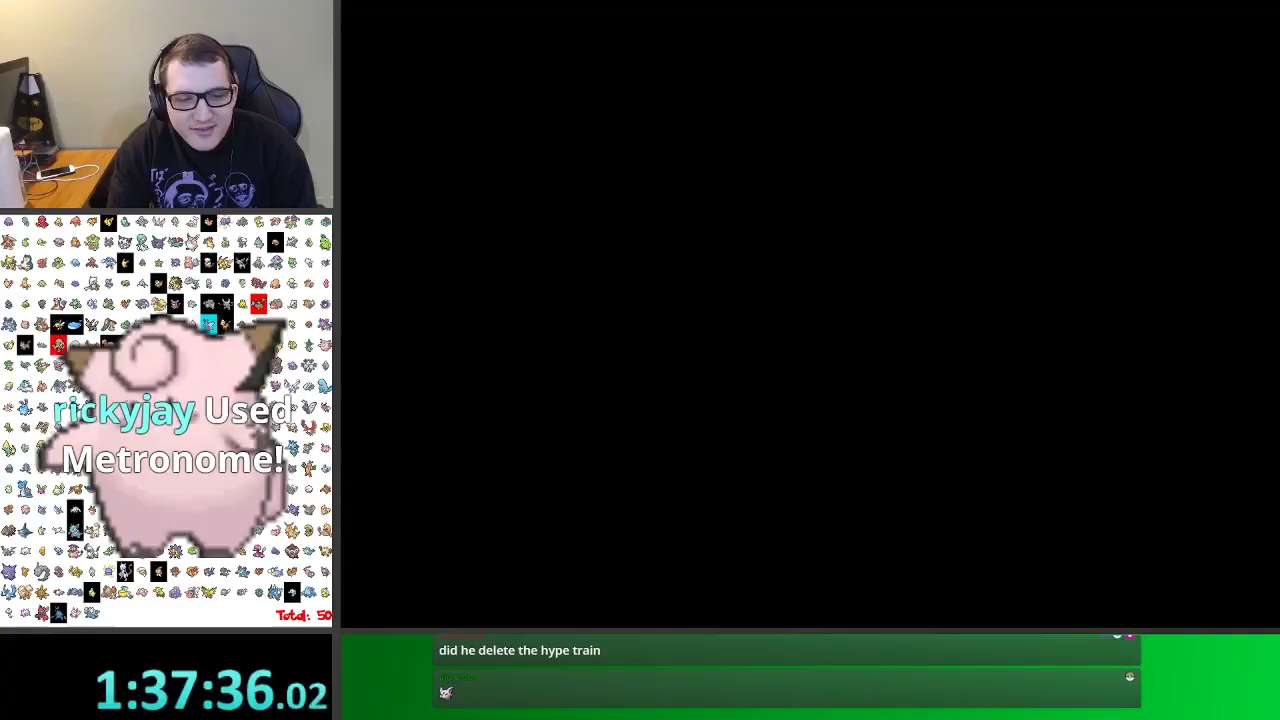 rickyjay Used
Metronome!
Total: 50
1:37:36.02
did he delete the hype train